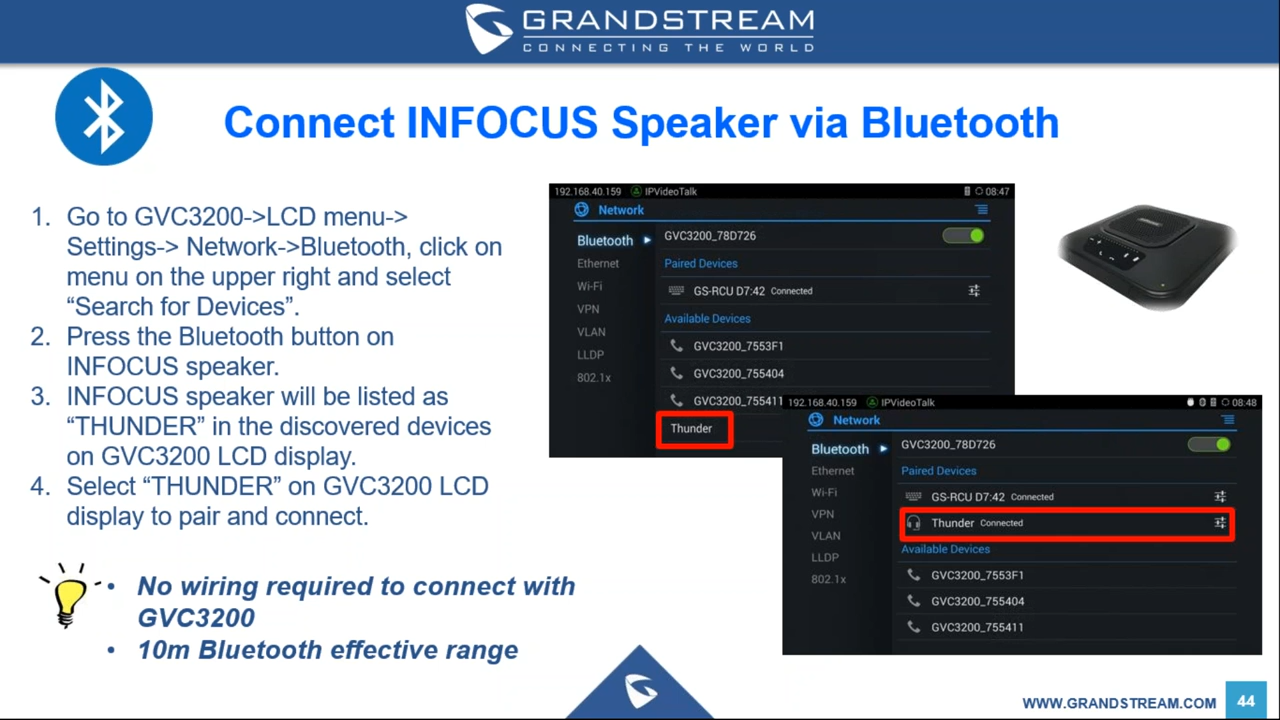 GRANDSTREAM
CONNECTING THE WORLD
Connect INFOCUS Speaker via Bluetooth
1. Go to GVC3200->LCD menu->
Settings-> Network->Bluetooth, click on
menu on the upper right and select
“Search for Devices”.
2. Press the Bluetooth button on
INFOCUS speaker.
3. INFOCUS speaker will be listed as
“THUNDER” in the discovered devices
on GVC3200 LCD display.
4. Select “THUNDER” on GVC3200 LCD
display to pair and connect.
• No wiring required to connect with
GVC3200
• 10m Bluetooth effective range
192.168.40.159 IPVideoTalk 08:47
Network
Bluetooth
Ethernet
Wi-Fi
VPN
VLAN
LLDP
802.1x
GVC3200_78D726
Paired Devices
GS-RCU D7:42 Connected
Available Devices
GVC3200_7553F1
GVC3200_755404
GVC3200_755411
Thunder
192.168.40.159 IPVideoTalk 08:48
Network
Bluetooth
Ethernet
Wi-Fi
VPN
VLAN
LLDP
802.1x
GVC3200_78D726
Paired Devices
GS-RCU D7:42 Connected
Thunder Connected
Available Devices
GVC3200_7553F1
GVC3200_755404
GVC3200_755411
WWW.GRANDSTREAM.COM 44